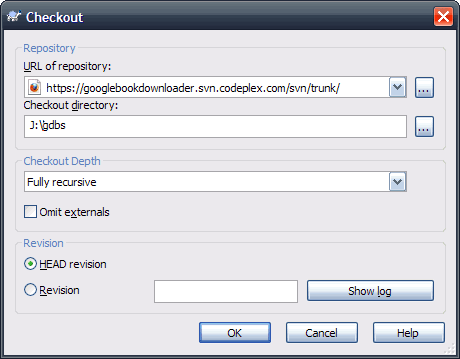 Checkout
Repository
URL of repository:
https://googlebookdownloader.svn.codeplex.com/svn/trunk/
...
Checkout directory:
J:\gdbs
...
Checkout Depth
Fully recursive
Omit externals
Revision
HEAD revision
Revision
Show log
OK Cancel Help